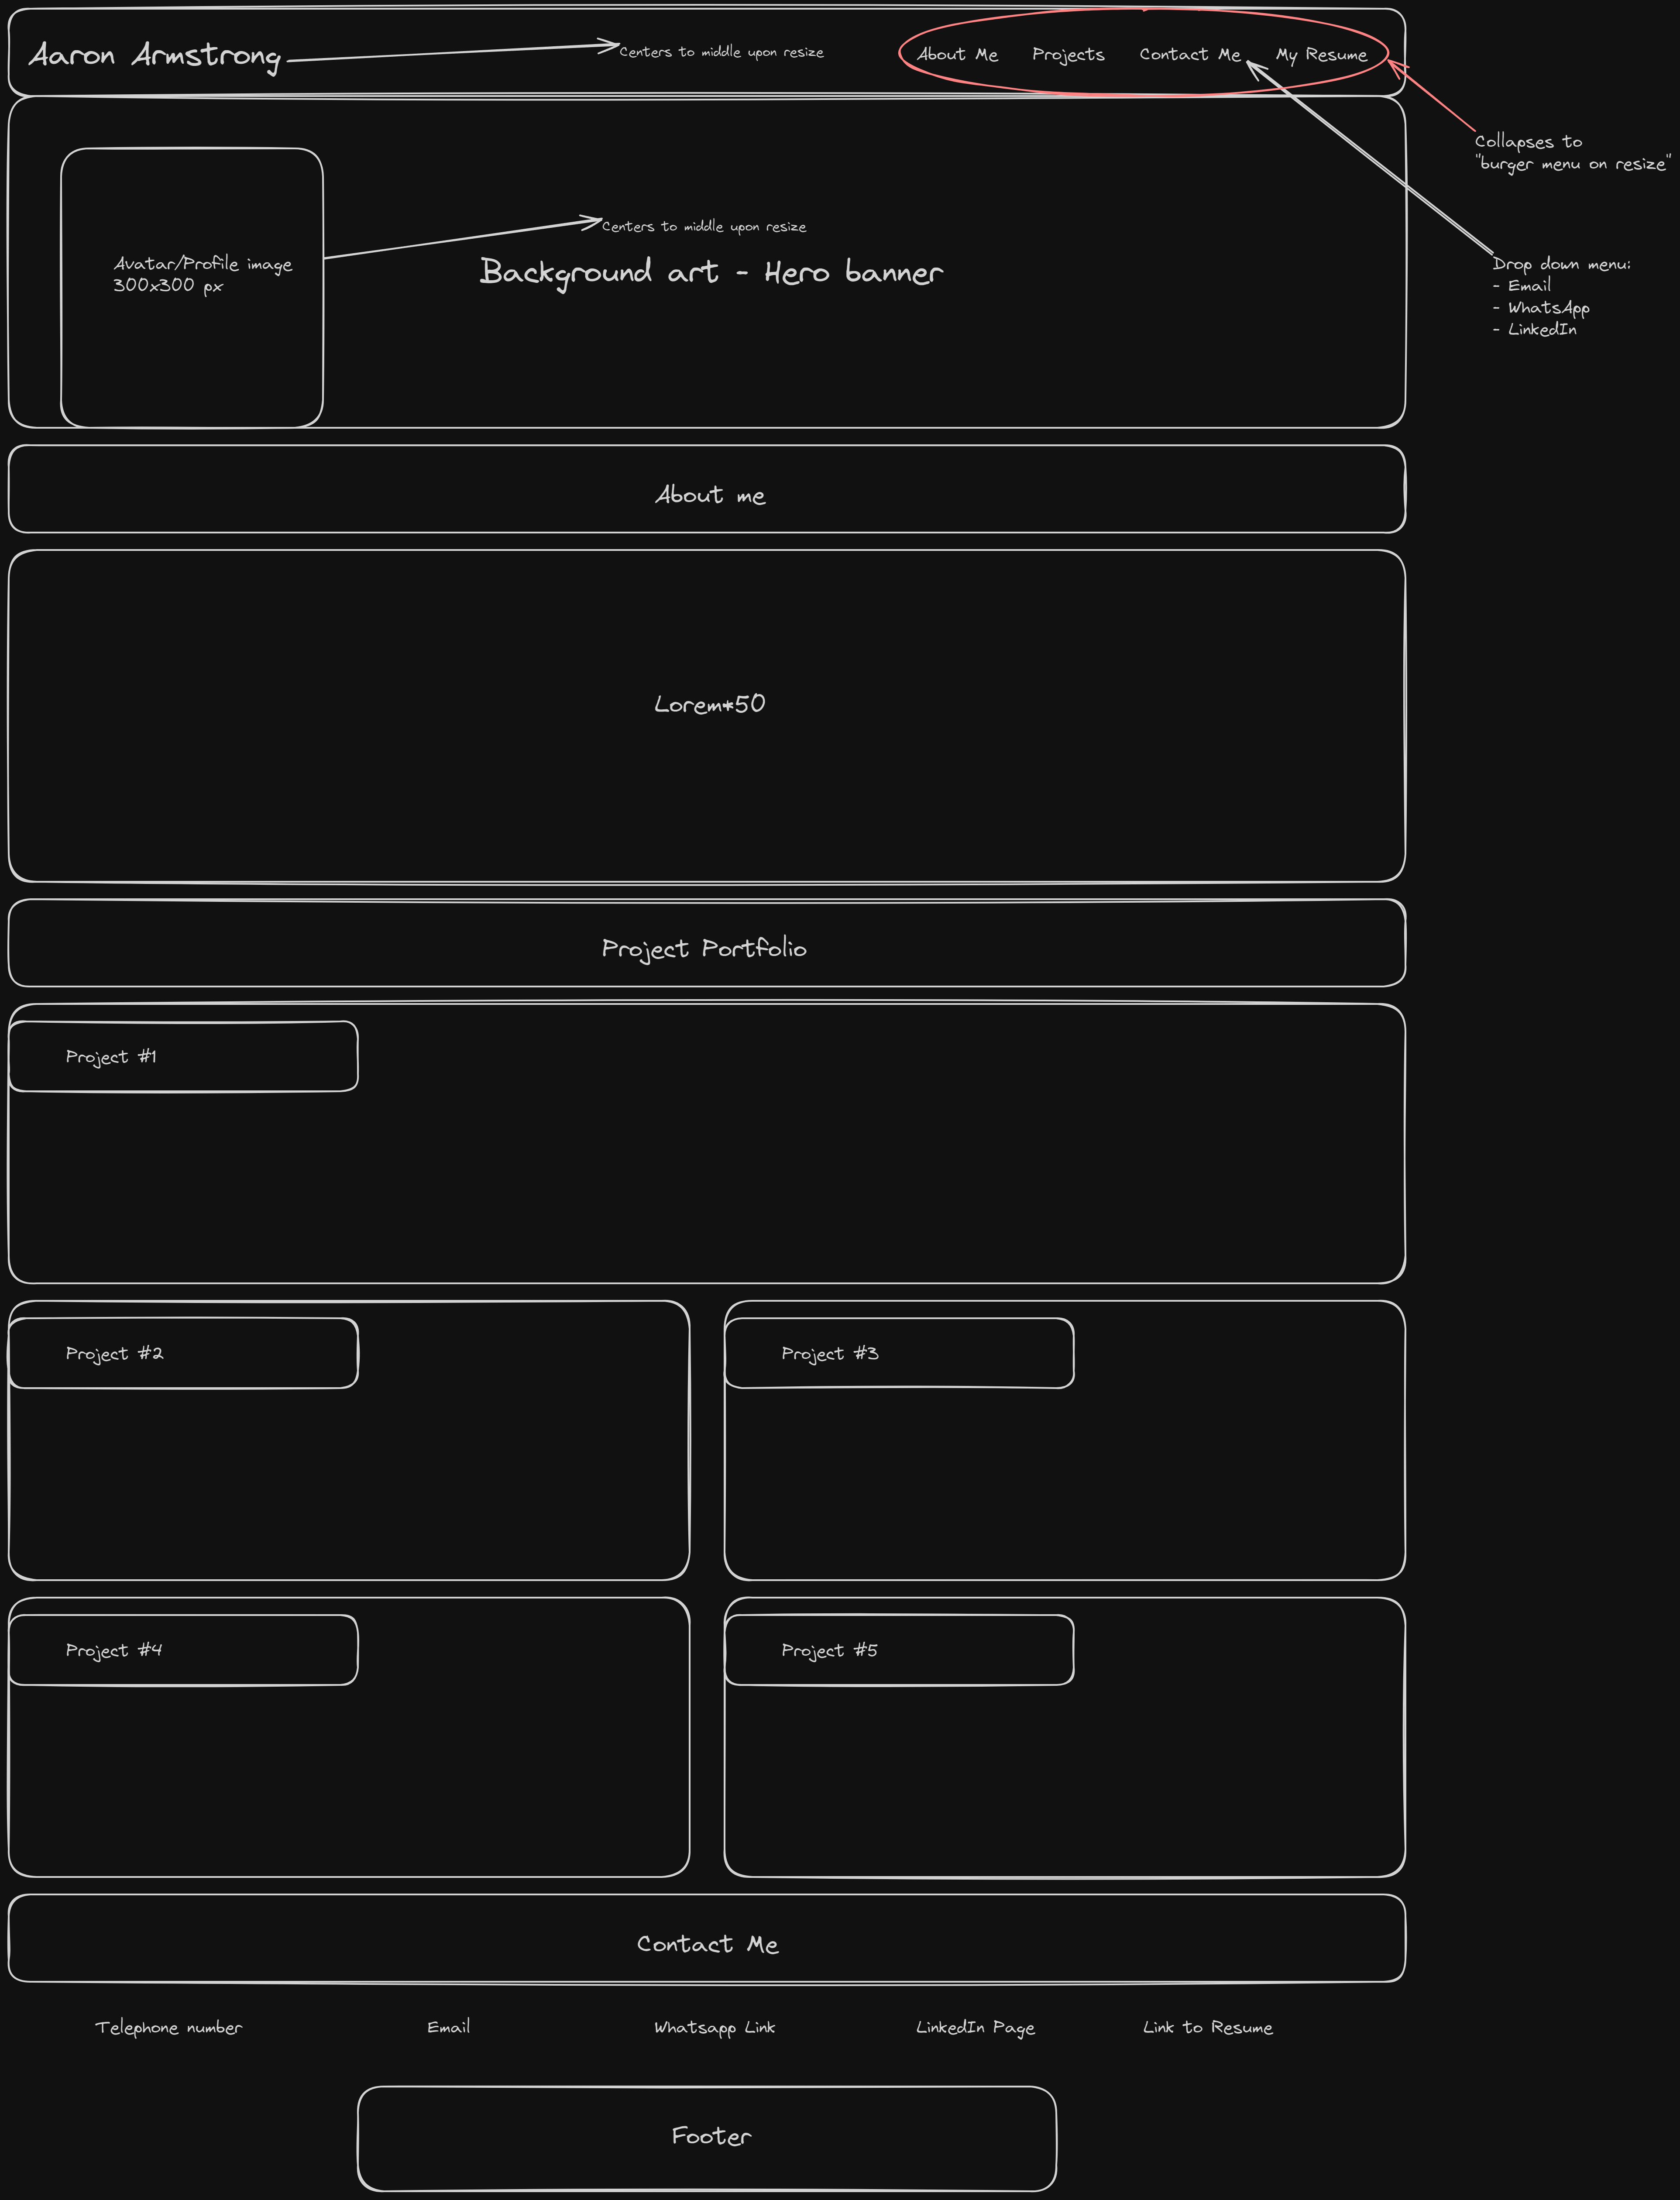 Aaron Armstrong
Centers to middle upon resize
About Me
Projects
Contact Me
My Resume
Collapses to
"burger menu on resize"
Centers to middle upon resize
Avatar/Profile image
300x300 px
Background art - Hero banner
Drop down menu:
- Email
- WhatsApp
- LinkedIn
About me
Lorem*50
Project Portfolio
Project #1
Project #2
Project #3
Project #4
Project #5
Contact Me
Telephone number
Email
Whatsapp Link
LinkedIn Page
Link to Resume
Footer